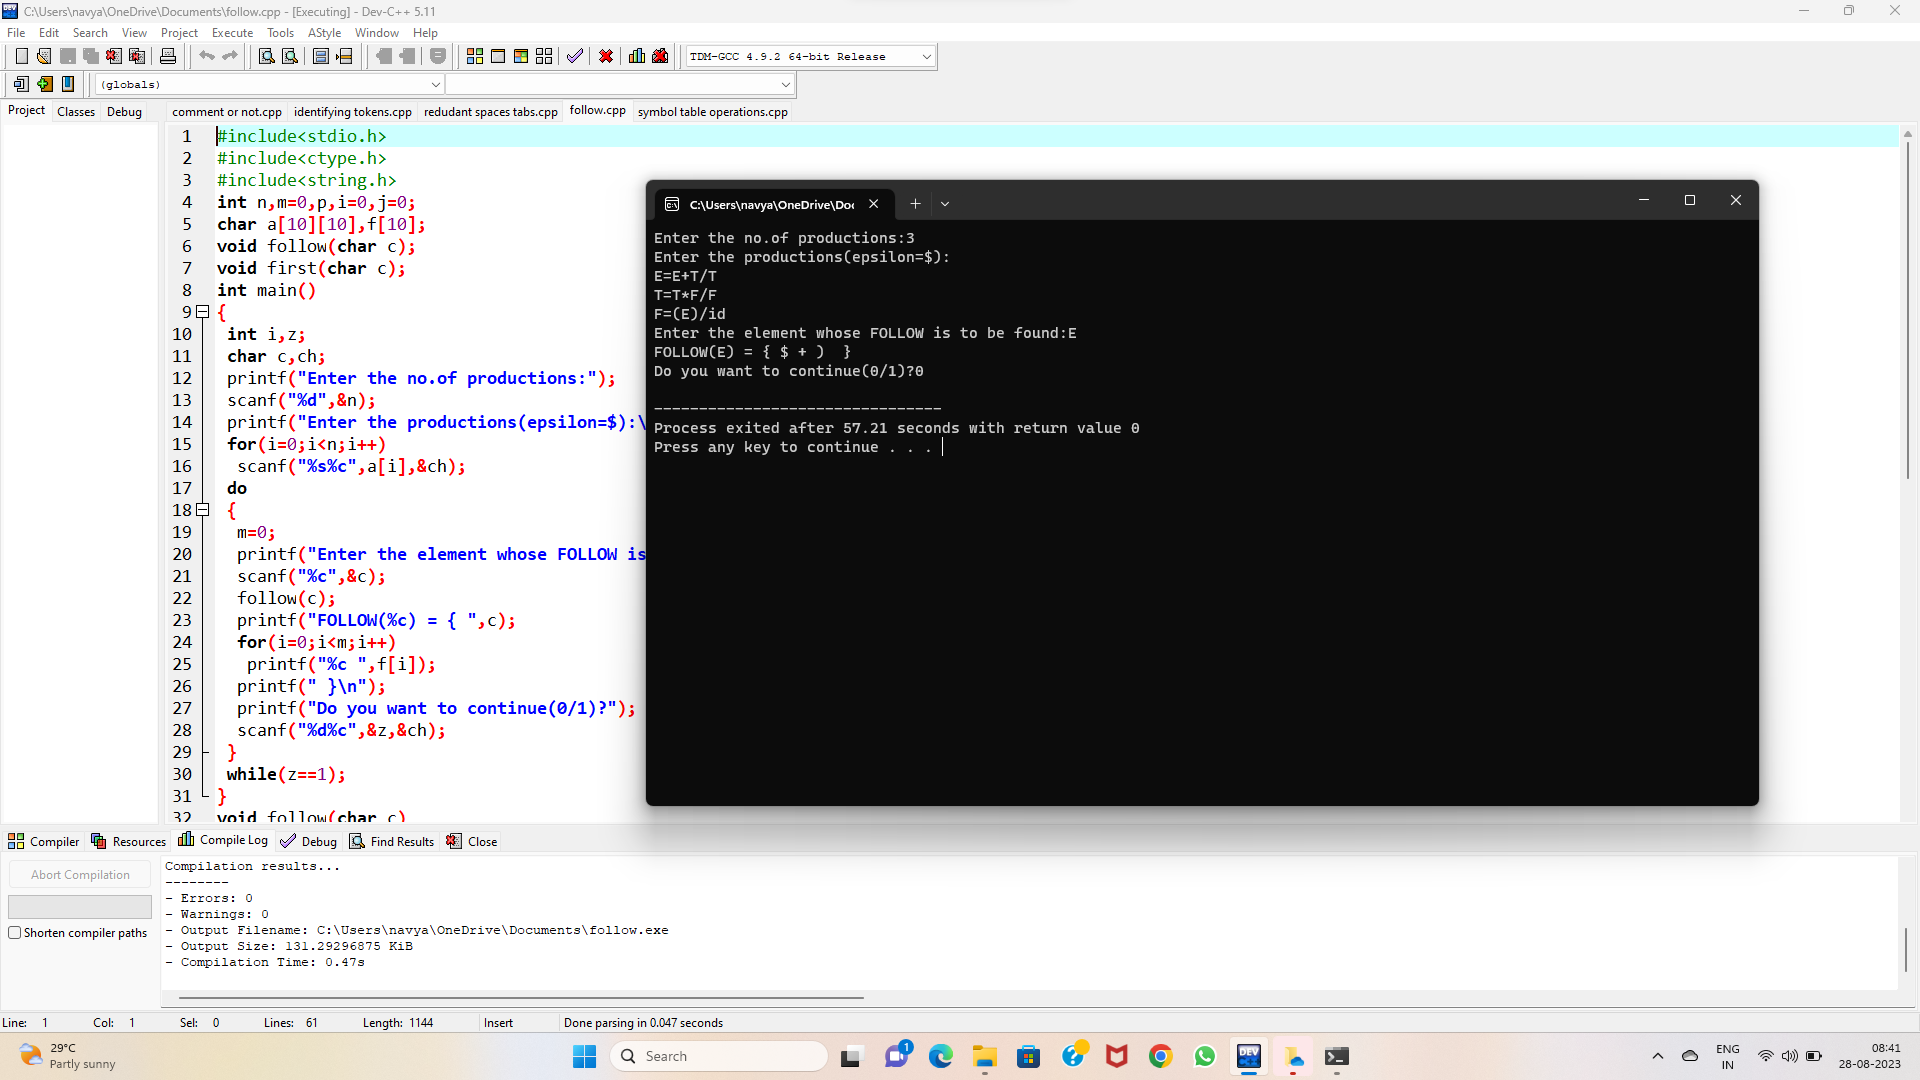 C:\Users\navya\OneDrive\Documents\follow.cpp - [Executing] - Dev-C++ 5.11
File Edit Search View Project Execute Tools AStyle Window Help
TDM-GCC 4.9.2 64-bit Release
(globals)
Project Classes Debug
comment or not.cpp identifying tokens.cpp redudant spaces tabs.cpp follow.cpp symbol table operations.cpp
1 #include<stdio.h>
2 #include<ctype.h>
3 #include<string.h>
4 int n,m=0,p,i=0,j=0;
5 char a[10][10],f[10];
6 void follow(char c);
7 void first(char c);
8 int main()
9 {
10 int i,z;
11 char c,ch;
12 printf("Enter the no.of productions:");
13 scanf("%d",&n);
14 printf("Enter the productions(epsilon=$):\
15 for(i=0;i<n;i++)
16 scanf("%s%c",a[i],&ch);
17 do
18 {
19 m=0;
20 printf("Enter the element whose FOLLOW is
21 scanf("%c",&c);
22 follow(c);
23 printf("FOLLOW(%c) = { ",c);
24 for(i=0;i<m;i++)
25 printf("%c ",f[i]);
26 printf(" }\n");
27 printf("Do you want to continue(0/1)?");
28 scanf("%d%c",&z,&ch);
29 }
30 while(z==1);
31 }
32 void follow(char c)
C:\Users\navya\OneDrive\Doc
Enter the no.of productions:3
Enter the productions(epsilon=$):
E=E+T/T
T=T*F/F
F=(E)/id
Enter the element whose FOLLOW is to be found:E
FOLLOW(E) = { $ + )  }
Do you want to continue(0/1)?0
--------------------------------
Process exited after 57.21 seconds with return value 0
Press any key to continue . . .
Compiler Resources Compile Log Debug Find Results Close
Abort Compilation
Shorten compiler paths
Compilation results...
--------
- Errors: 0
- Warnings: 0
- Output Filename: C:\Users\navya\OneDrive\Documents\follow.exe
- Output Size: 131.29296875 KiB
- Compilation Time: 0.47s
Line: 1 Col: 1 Sel: 0 Lines: 61 Length: 1144 Insert Done parsing in 0.047 seconds
29°C
Partly sunny
Search
1
DEV
ENG
IN
08:41
28-08-2023